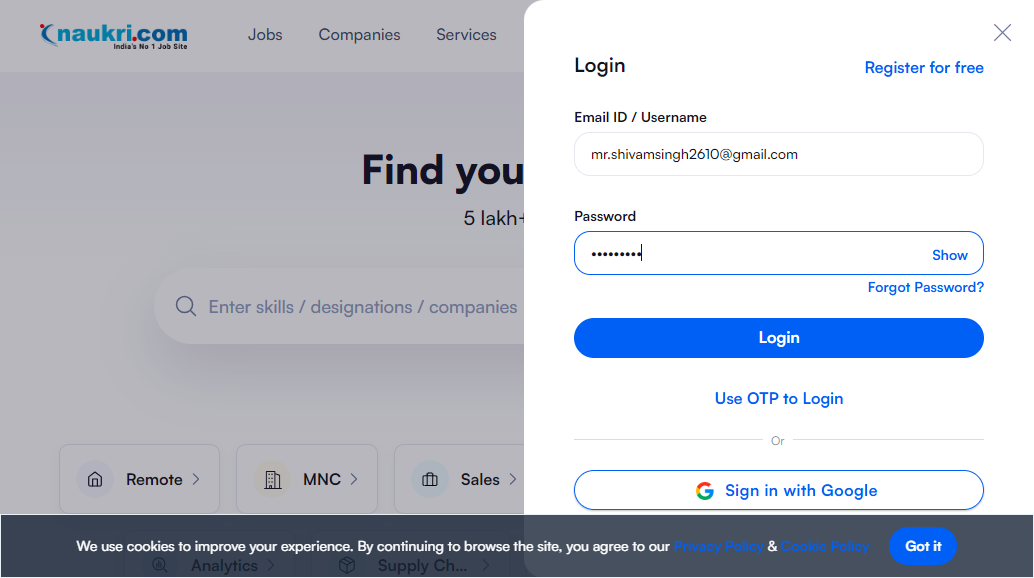 naukri.com
India's No 1 Job Site
Jobs Companies Services
Find you
5 lakh+
Enter skills / designations / companies
Remote
MNC
Sales
Analytics
Supply Ch...
Login
Register for free
Email ID / Username
mr.shivamsingh2610@gmail.com
Password
•••••••••
Show
Forgot Password?
Login
Use OTP to Login
Or
Sign in with Google
We use cookies to improve your experience. By continuing to browse the site, you agree to our Privacy Policy & Cookie Policy
Got it